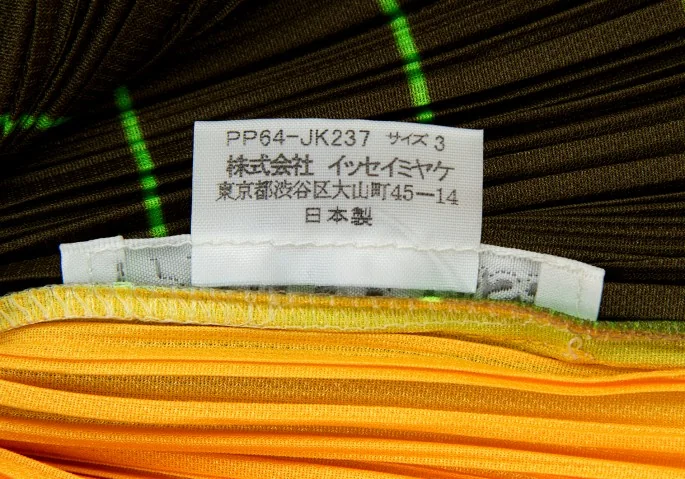 PP64-JK237 サイズ 3
株式会社 イッセイミヤケ
東京都渋谷区大山町45ー14
日本製